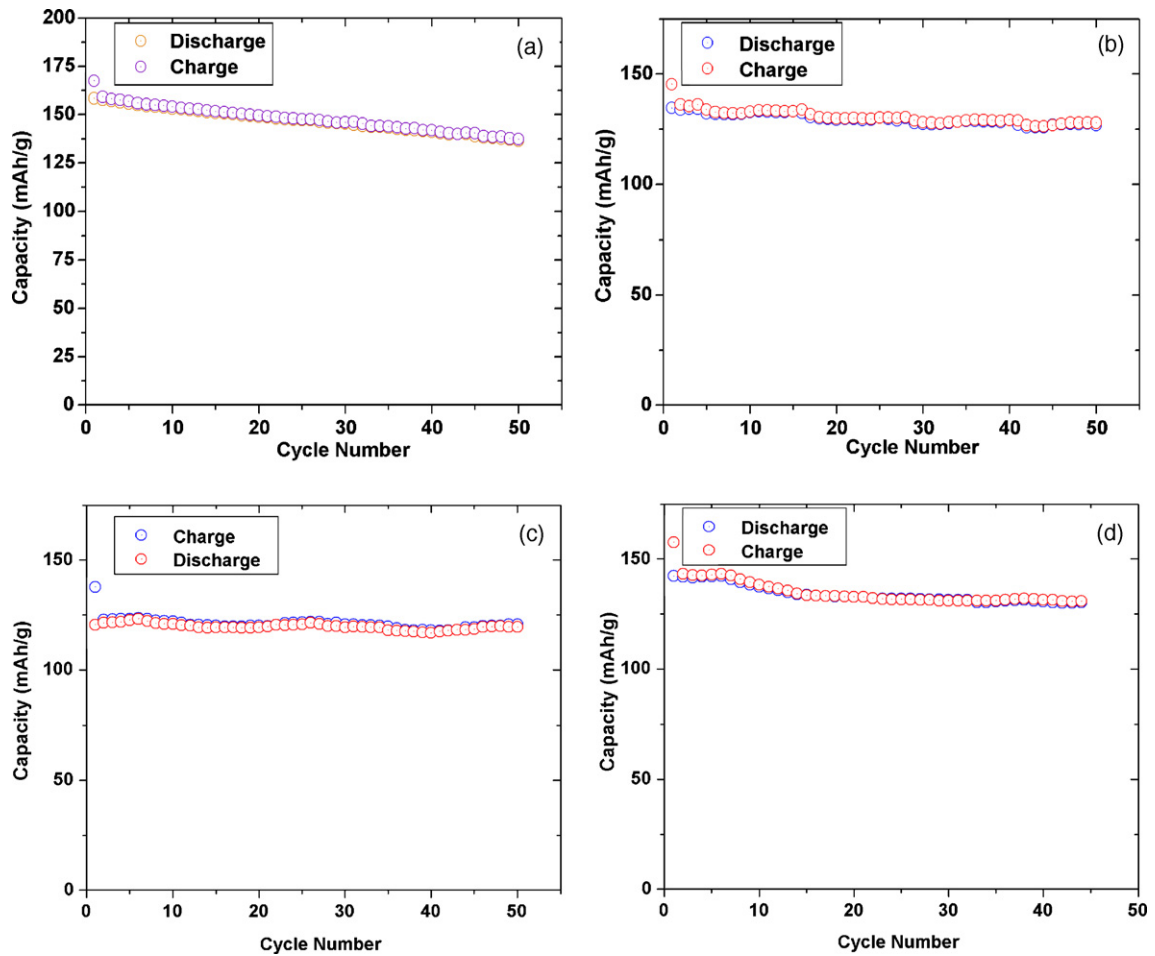 (a)
Discharge
Charge
Capacity (mAh/g)
200
175
150
125
100
75
50
25
0
0 10 20 30 40 50
Cycle Number
(b)
Discharge
Charge
Capacity (mAh/g)
150
100
50
0
0 10 20 30 40 50
Cycle Number
(c)
Charge
Discharge
Capacity (mAh/g)
150
100
50
0
0 10 20 30 40 50
Cycle Number
(d)
Discharge
Charge
Capacity (mAh/g)
150
100
50
0
0 10 20 30 40 50
Cycle Number